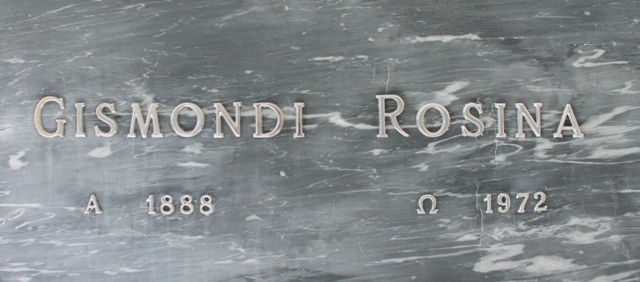 GISMONDI ROSINA
Α 1888 Ω 1972